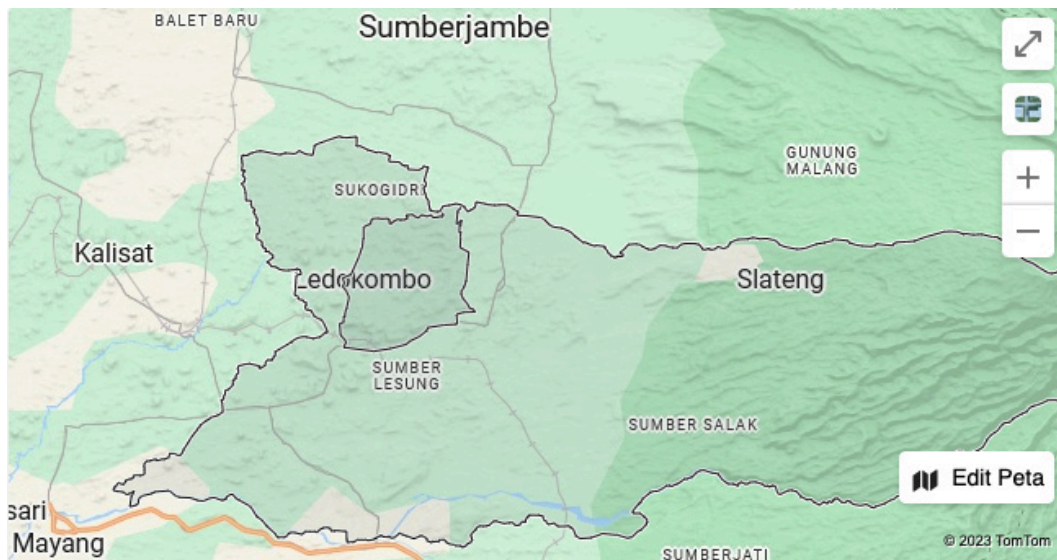 BALET BARU
Sumberjambe
GUNUNG
MALANG
SUKOGIDRI
Kalisat
Ledokombo
Slateng
SUMBER
LESUNG
SUMBER SALAK
Edit Peta
sari
Mayang
© 2023 TomTom
SUMBERJATI